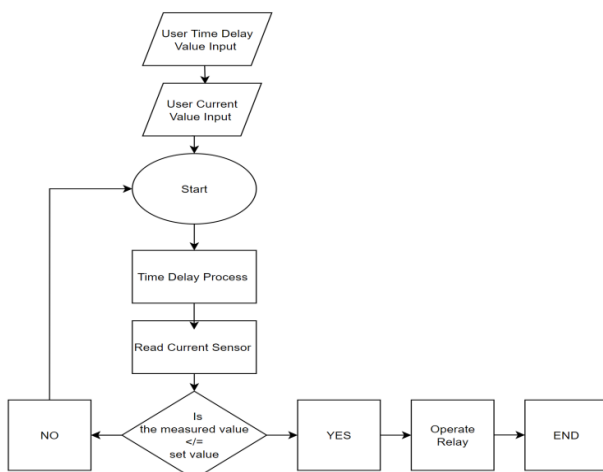 User Time Delay
Value Input
User Current
Value Input
Start
Time Delay Process
Read Current Sensor
Is
the measured value
</=
set value
NO
YES
Operate
Relay
END